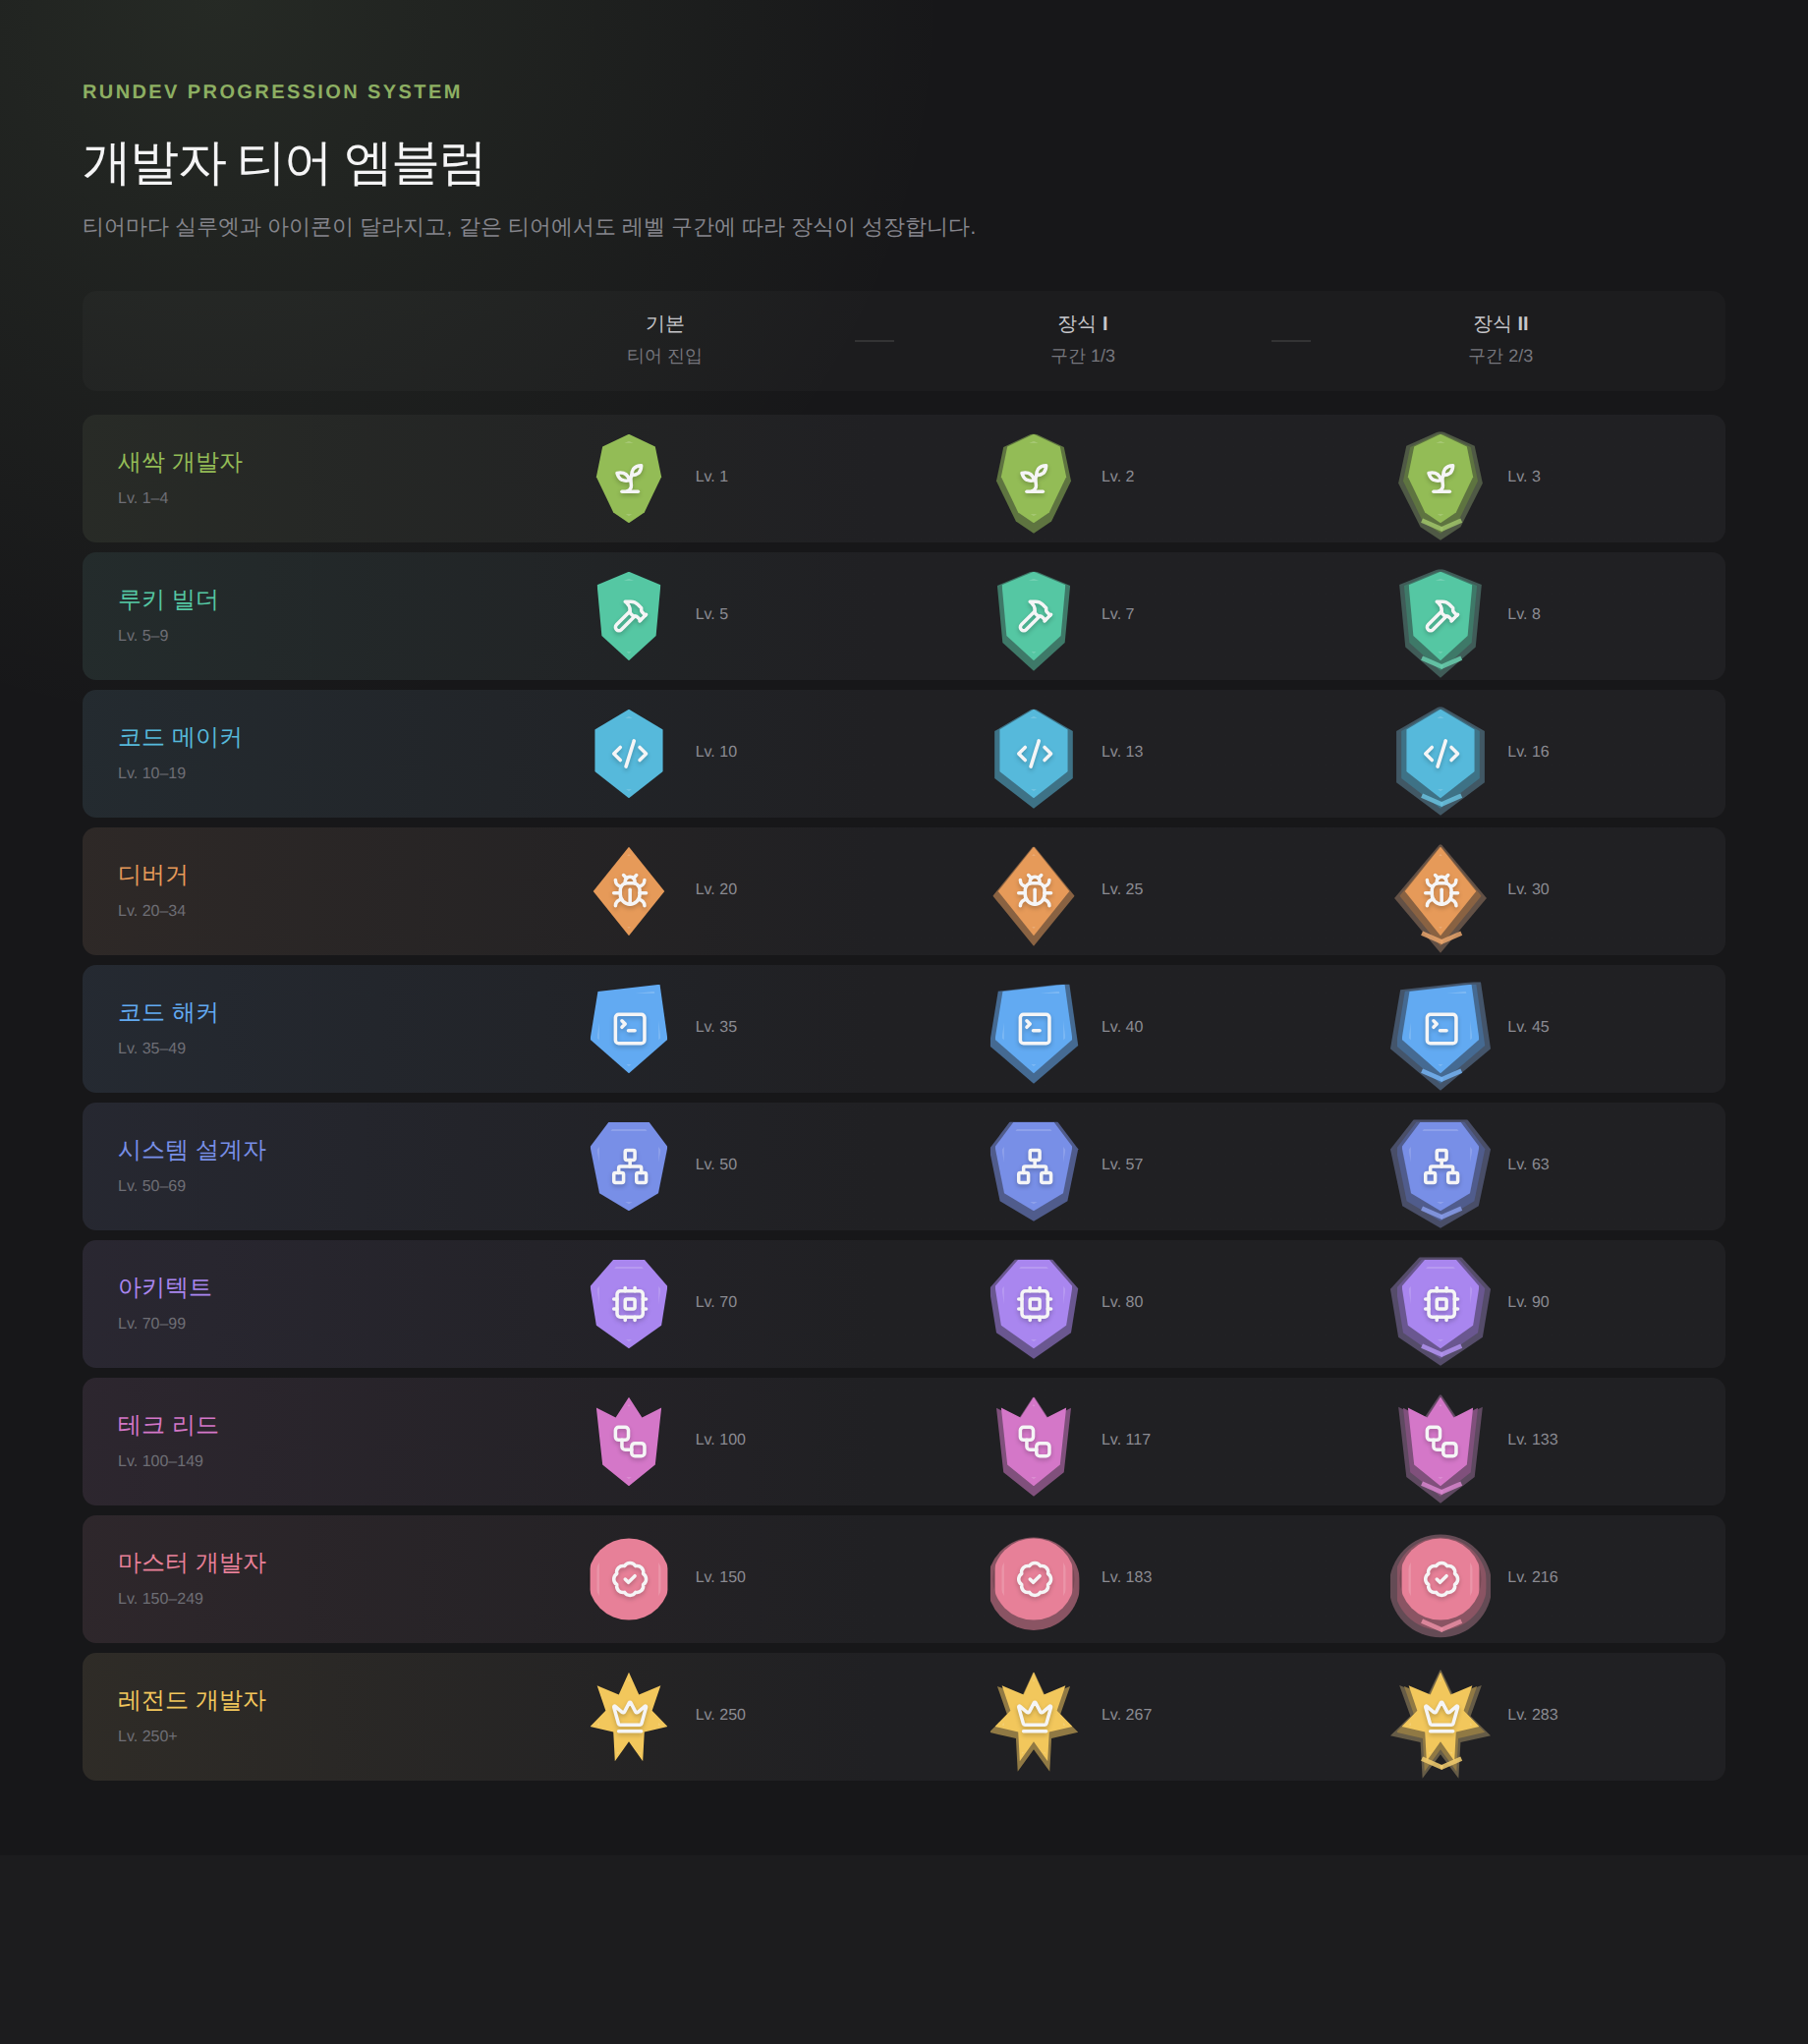 RUNDEV PROGRESSION SYSTEM
개발자 티어 엠블럼
티어마다 실루엣과 아이콘이 달라지고, 같은 티어에서도 레벨 구간에 따라 장식이 성장합니다.
기본
티어 진입
장식 I
구간 1/3
장식 II
구간 2/3
새싹 개발자
Lv. 1–4
Lv. 1
Lv. 2
Lv. 3
루키 빌더
Lv. 5–9
Lv. 5
Lv. 7
Lv. 8
코드 메이커
Lv. 10–19
Lv. 10
Lv. 13
Lv. 16
디버거
Lv. 20–34
Lv. 20
Lv. 25
Lv. 30
코드 해커
Lv. 35–49
Lv. 35
Lv. 40
Lv. 45
시스템 설계자
Lv. 50–69
Lv. 50
Lv. 57
Lv. 63
아키텍트
Lv. 70–99
Lv. 70
Lv. 80
Lv. 90
테크 리드
Lv. 100–149
Lv. 100
Lv. 117
Lv. 133
마스터 개발자
Lv. 150–249
Lv. 150
Lv. 183
Lv. 216
레전드 개발자
Lv. 250+
Lv. 250
Lv. 267
Lv. 283